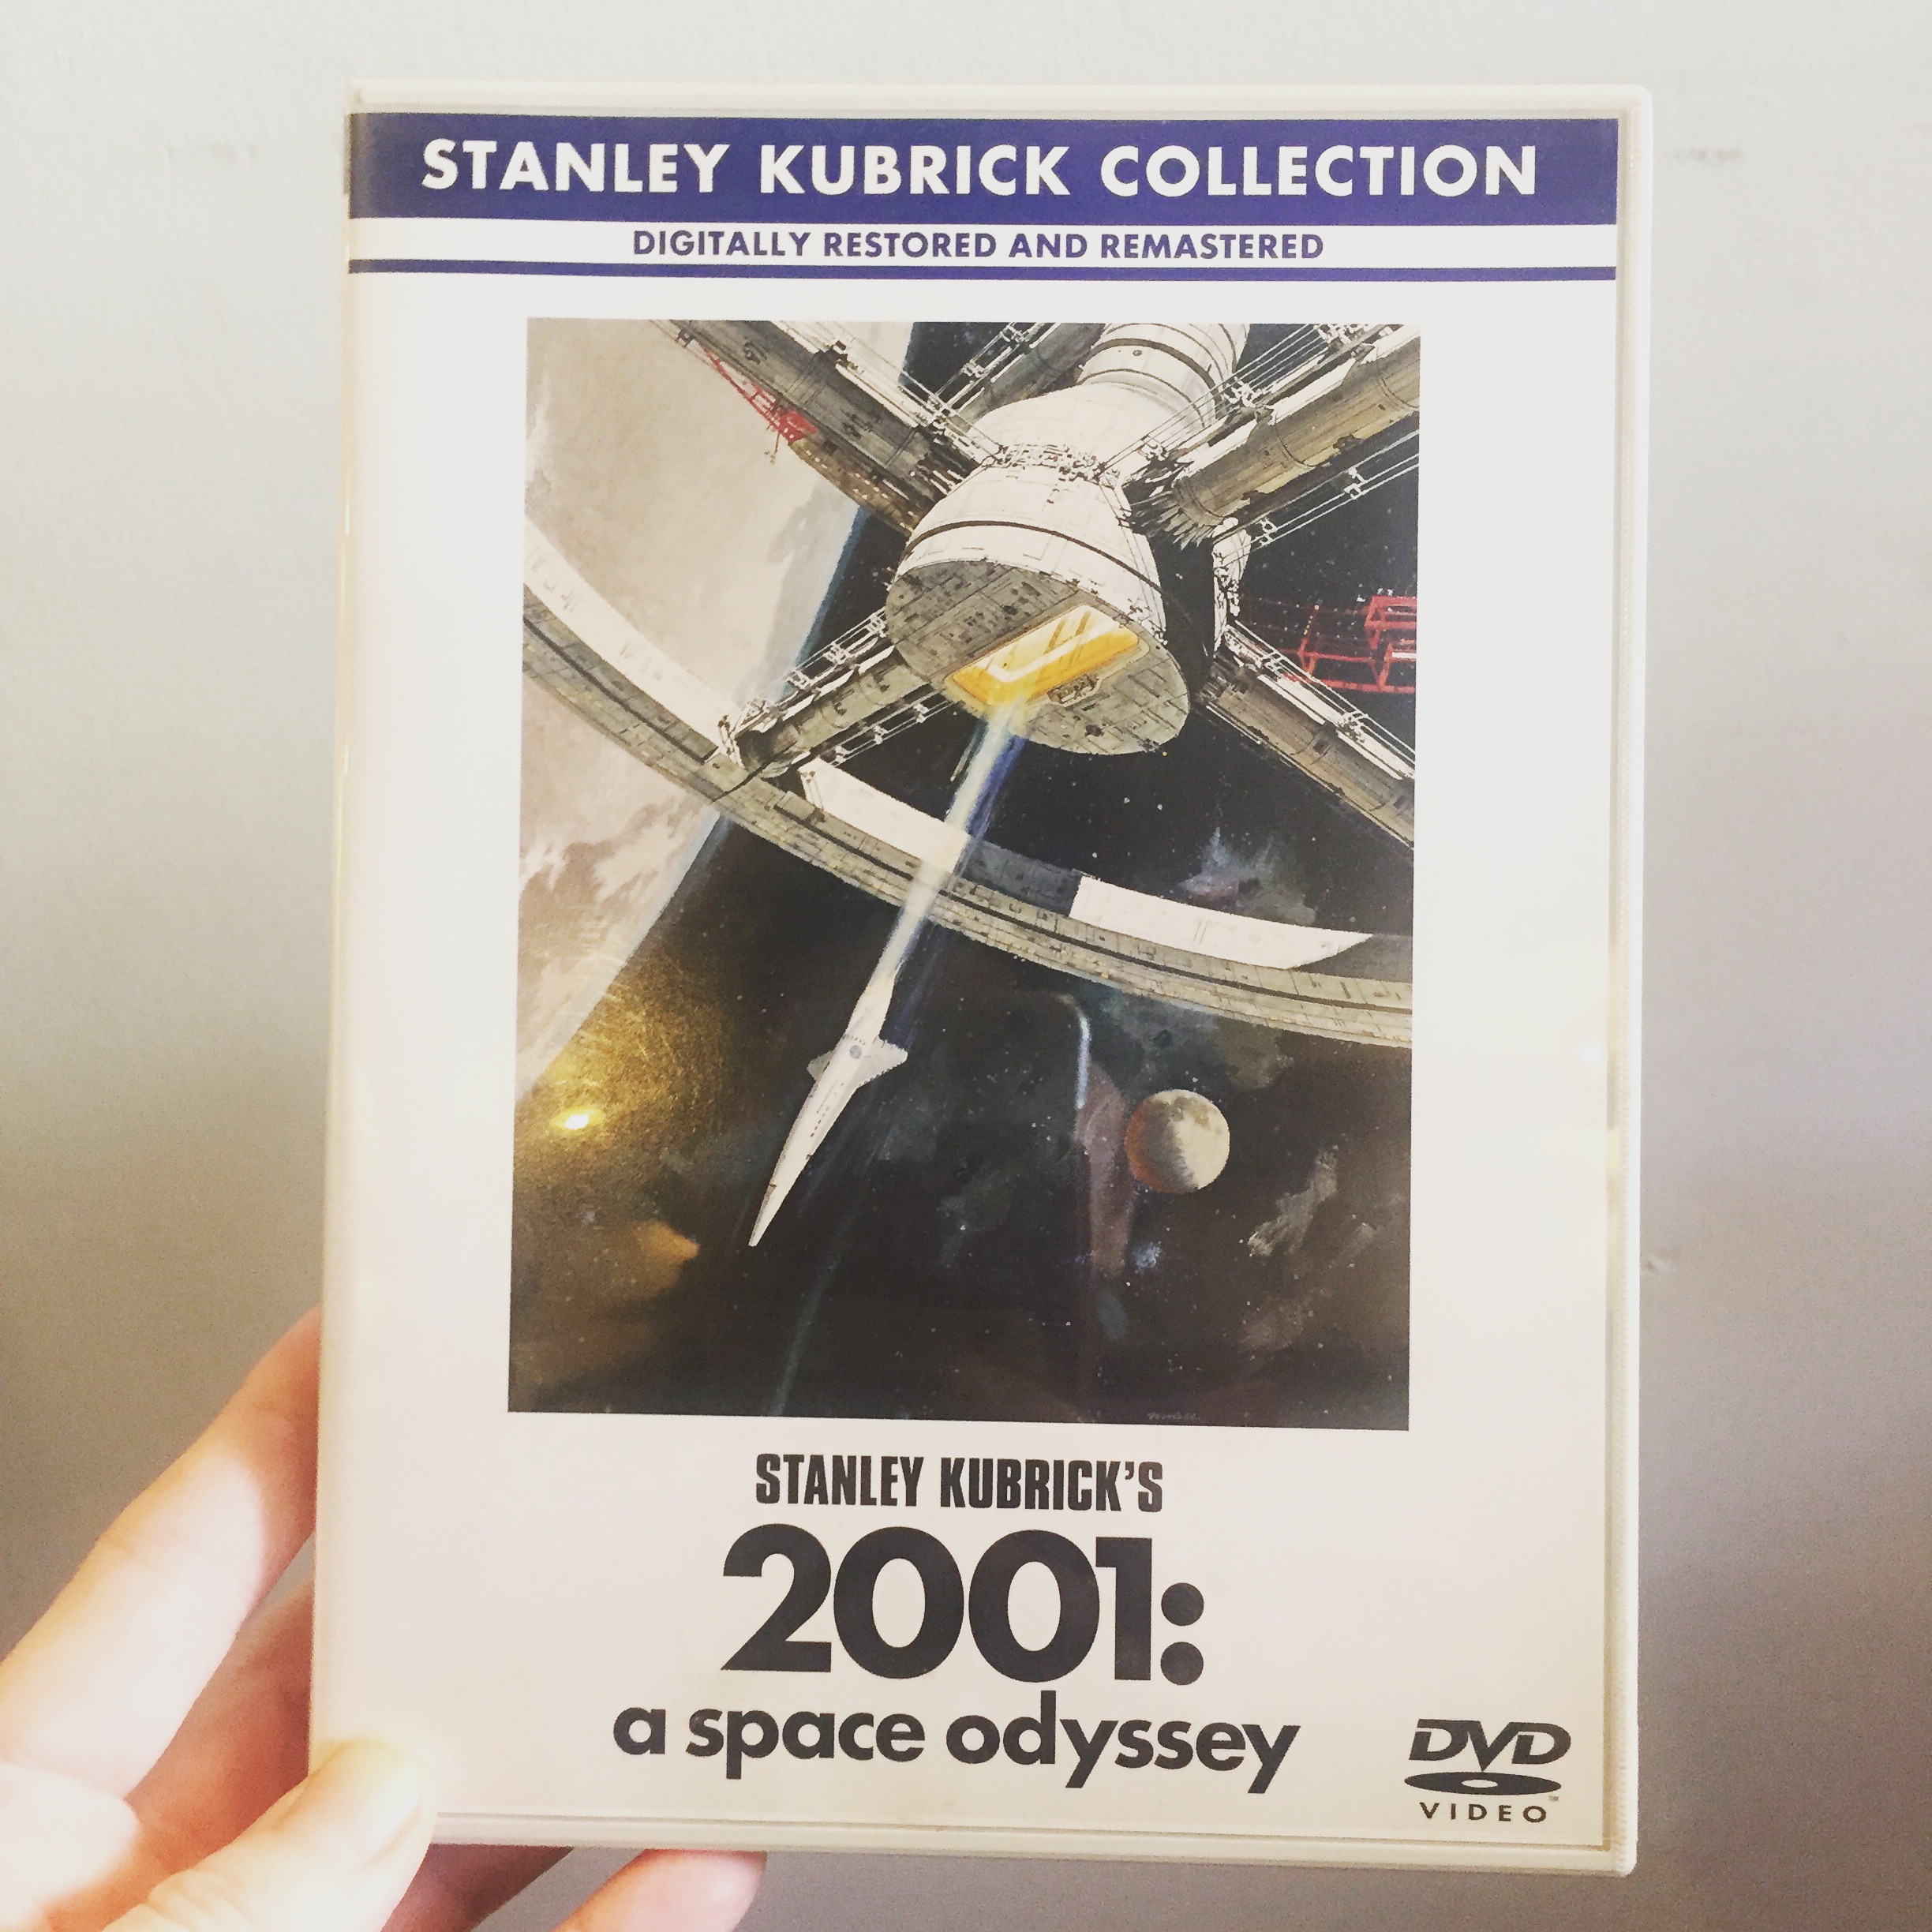 STANLEY KUBRICK COLLECTION
DIGITALLY RESTORED AND REMASTERED
STANLEY KUBRICK'S
2001:
a space odyssey
DVD
VIDEO